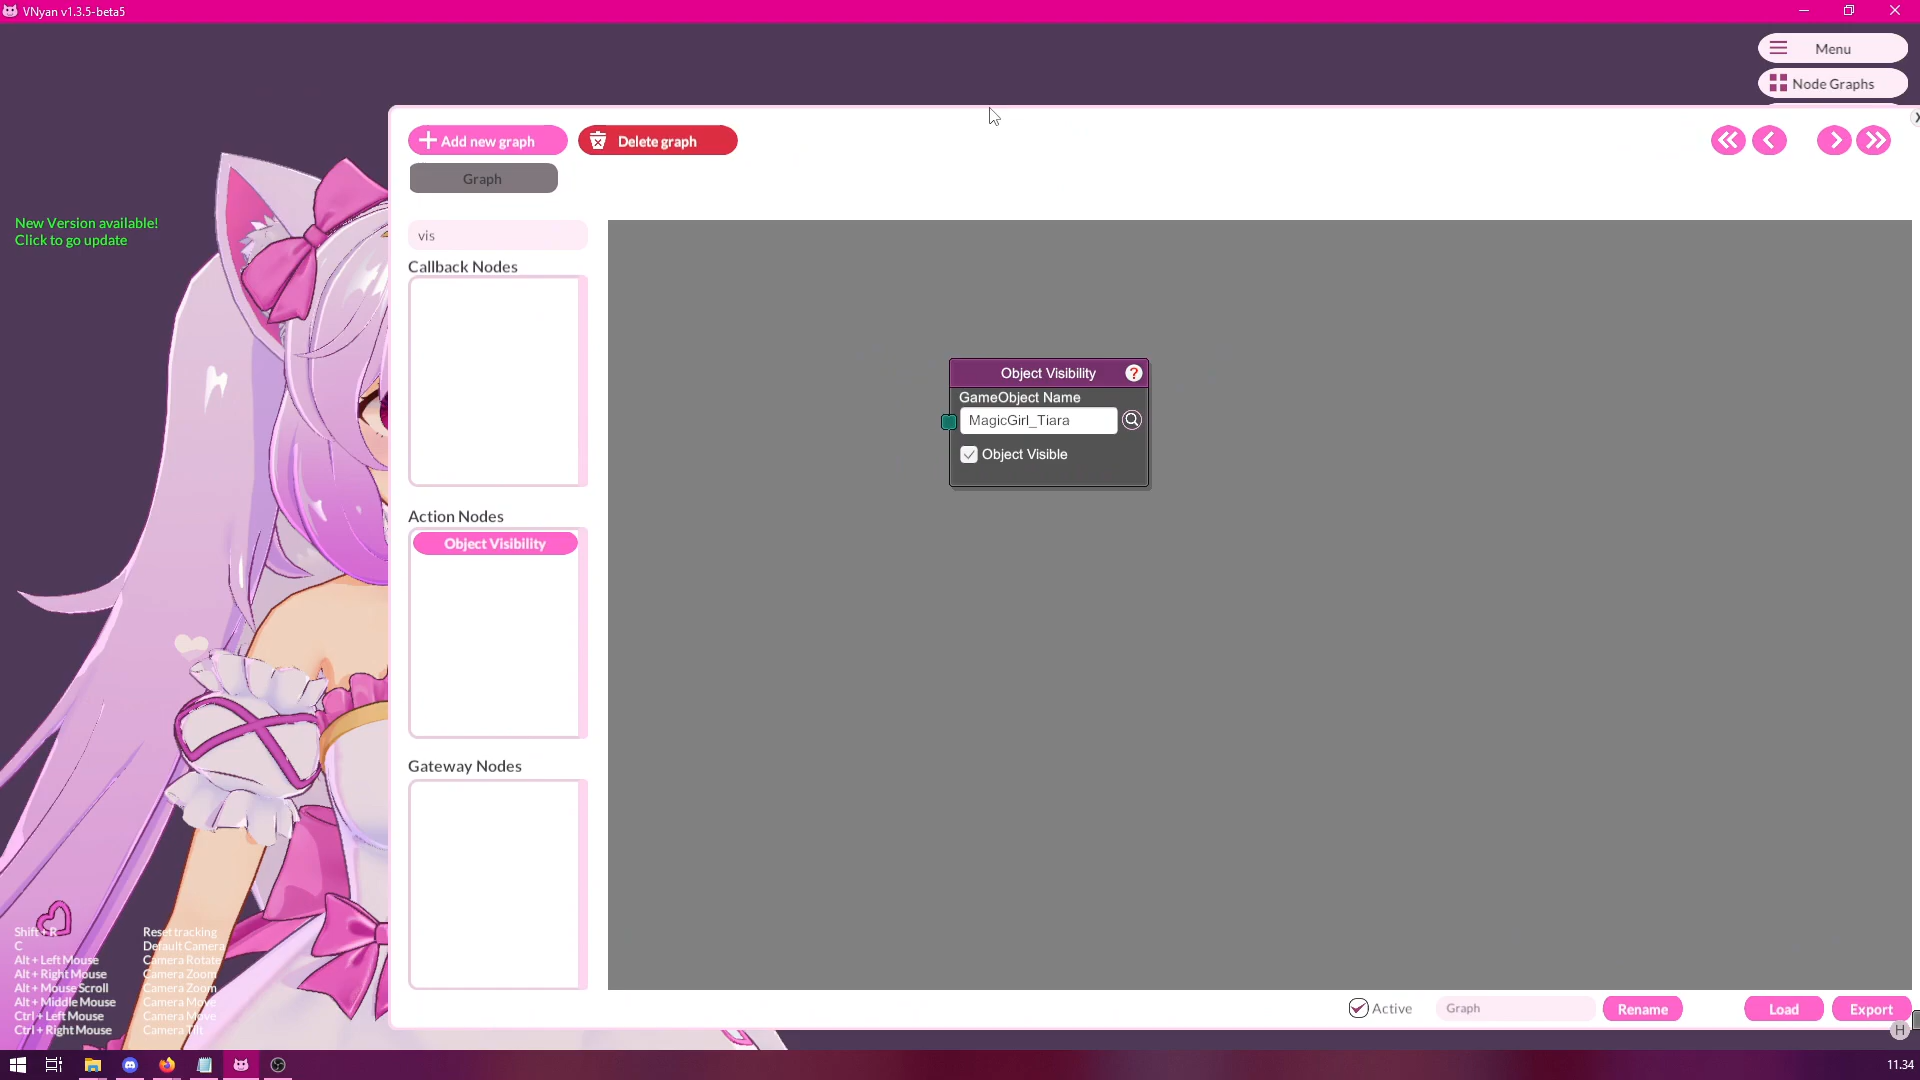 VNyan v1.3.5-beta5
Menu
Node Graphs
Add new graph
Delete graph
Graph
New Version available!
Click to go update
vis
Callback Nodes
Object Visibility
?
GameObject Name
MagicGirl_Tiara
Object Visible
Action Nodes
Object Visibility
Gateway Nodes
Shift + R Reset tracking
C Default Camera
Alt + Left Mouse Camera Rotate
Alt + Right Mouse Camera Zoom
Alt + Mouse Scroll Camera Zoom
Alt + Middle Mouse Camera Move
Ctrl + Left Mouse Camera Move
Ctrl + Right Mouse Camera Tilt
Active
Graph
Rename
Load
Export
H
11.34